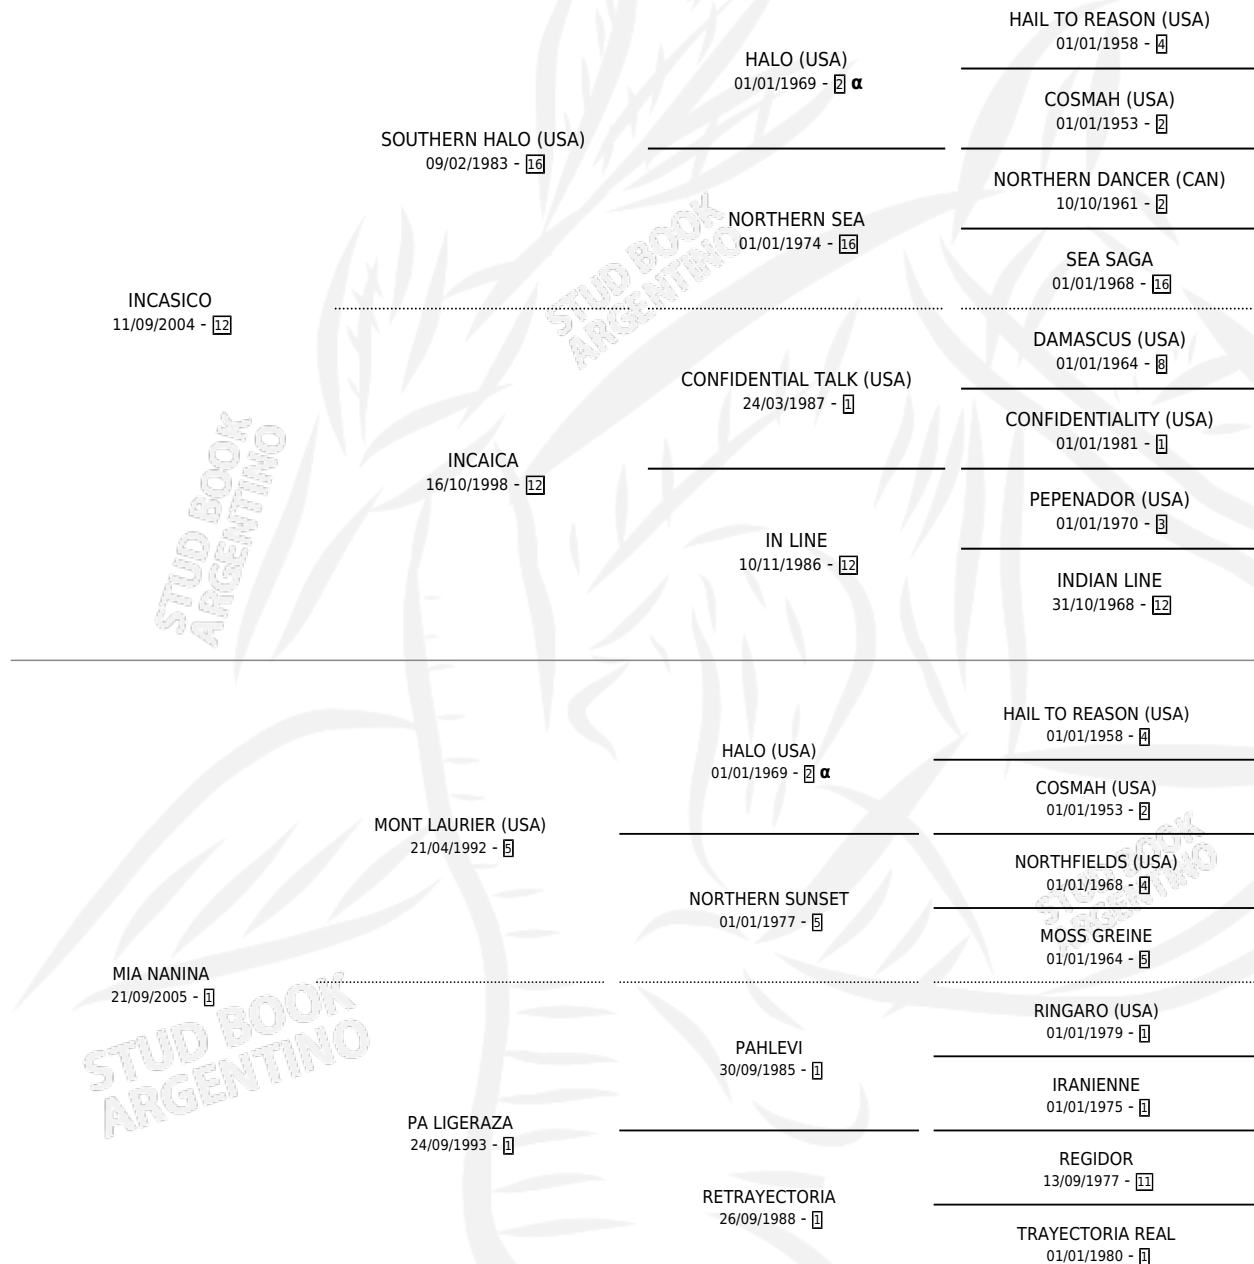 HAIL TO REASON (USA)
01/01/1958 - 4
HALO (USA)
01/01/1969 - 2 α
COSMAH (USA)
01/01/1953 - 2
SOUTHERN HALO (USA)
09/02/1983 - 16
NORTHERN DANCER (CAN)
10/10/1961 - 2
NORTHERN SEA
01/01/1974 - 16
SEA SAGA
01/01/1968 - 16
INCASICO
11/09/2004 - 12
DAMASCUS (USA)
01/01/1964 - 8
CONFIDENTIAL TALK (USA)
24/03/1987 - 1
CONFIDENTIALITY (USA)
01/01/1981 - 1
INCAICA
16/10/1998 - 12
PEPENADOR (USA)
01/01/1970 - 3
IN LINE
10/11/1986 - 12
INDIAN LINE
31/10/1968 - 12
HAIL TO REASON (USA)
01/01/1958 - 4
HALO (USA)
01/01/1969 - 2 α
COSMAH (USA)
01/01/1953 - 2
MONT LAURIER (USA)
21/04/1992 - 5
NORTHFIELDS (USA)
01/01/1968 - 4
NORTHERN SUNSET
01/01/1977 - 5
MOSS GREINE
01/01/1964 - 5
MIA NANINA
21/09/2005 - 1
RINGARO (USA)
01/01/1979 - 1
PAHLEVI
30/09/1985 - 1
IRANIENNE
01/01/1975 - 1
PA LIGERAZA
24/09/1993 - 1
REGIDOR
13/09/1977 - 11
RETRAYECTORIA
26/09/1988 - 1
TRAYECTORIA REAL
01/01/1980 - 1
STUD BOOK
ARGENTINO
STUD BOOK
ARGENTINO
STUD BOOK
ARGENTINO
STUD BOOK
ARGENTINO